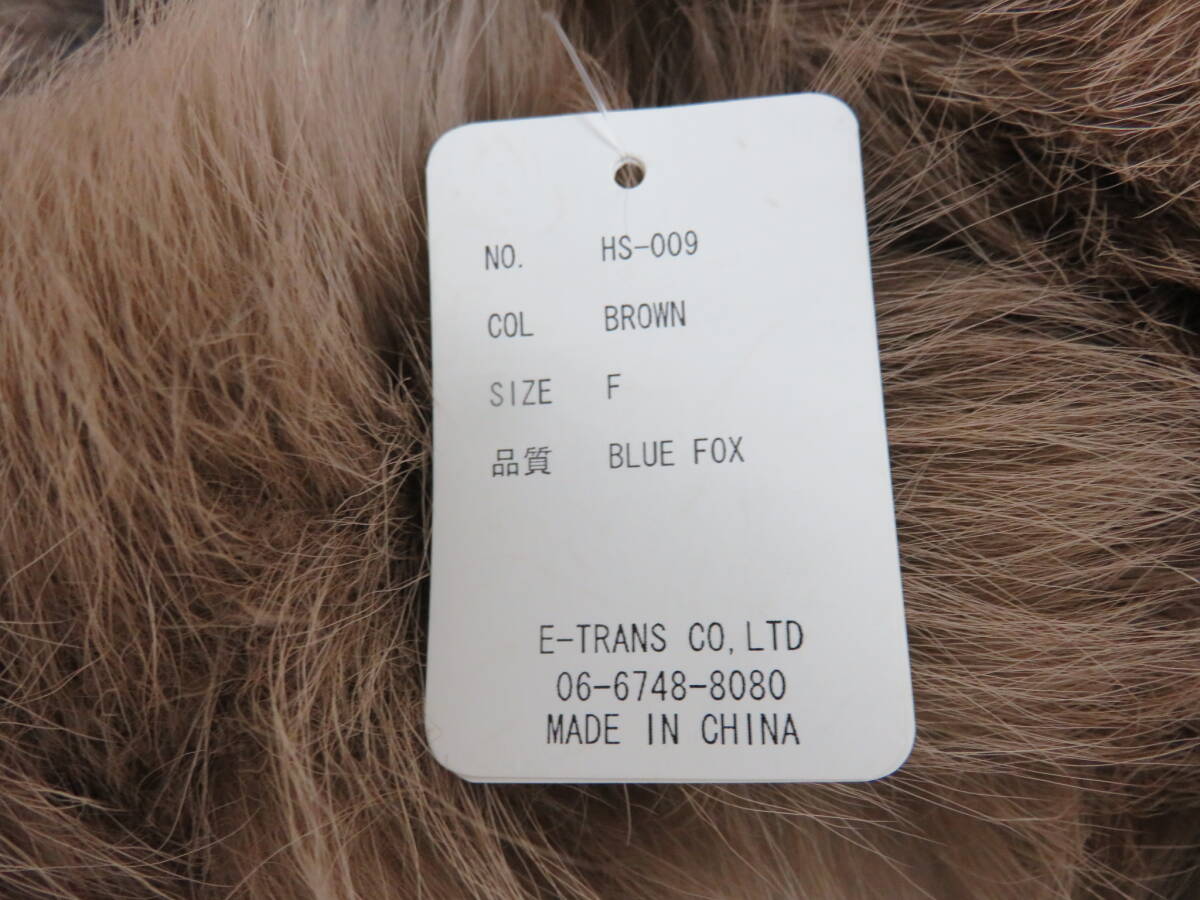 NO. HS-009
COL BROWN
SIZE F
品質 BLUE FOX
E-TRANS CO,LTD
06-6748-8080
MADE IN CHINA